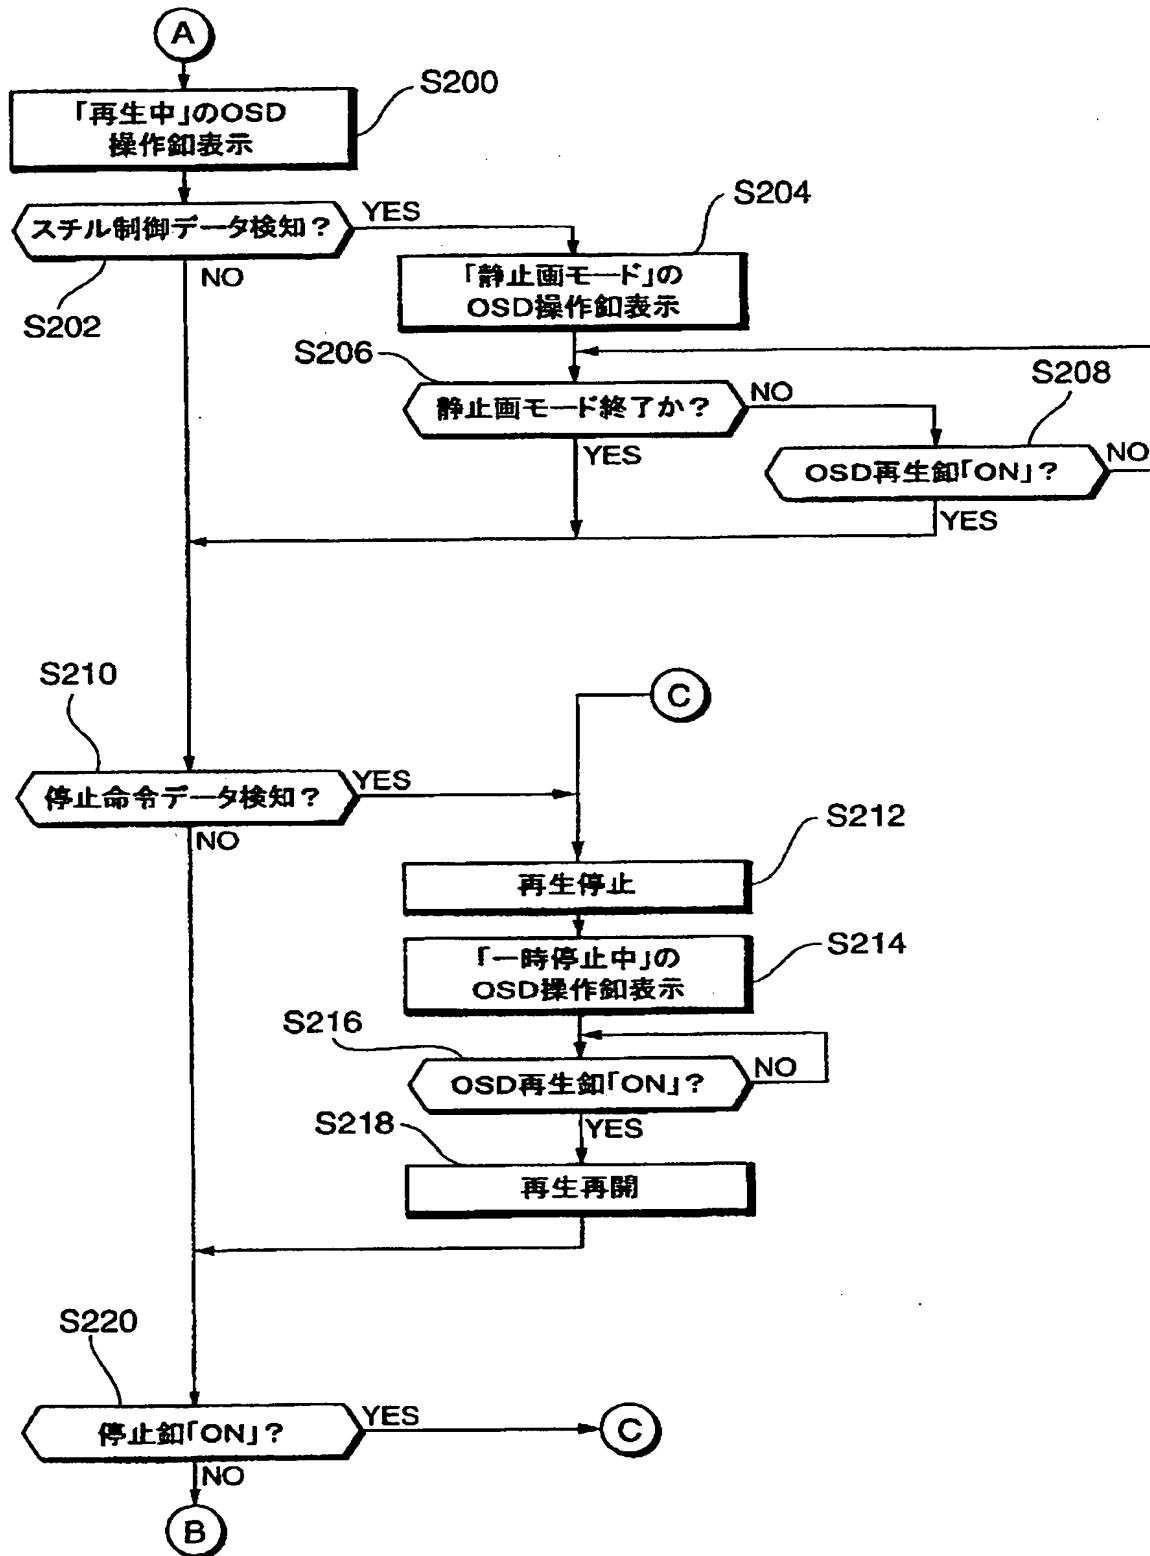 A
S200
「再生中」のOSD
操作釦表示
スチル制御データ検知？
YES
NO
S202
S204
「静止画モード」の
OSD操作釦表示
S206
静止画モード終了か？
NO
YES
S208
OSD再生釦「ON」？
NO
YES
S210
C
停止命令データ検知？
YES
NO
S212
再生停止
S214
「一時停止中」の
OSD操作釦表示
S216
OSD再生釦「ON」？
NO
YES
S218
再生再開
S220
停止釦「ON」？
YES
C
NO
B